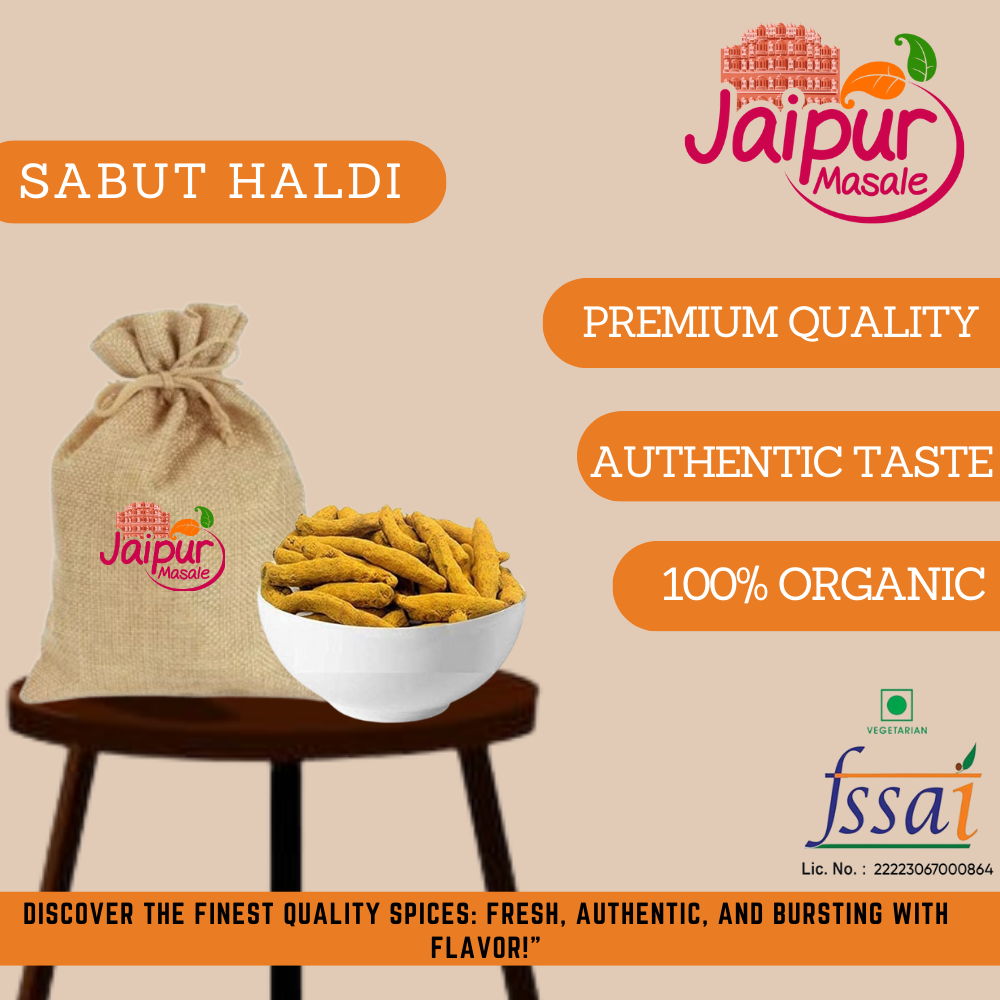 Jaipur
Masale
SABUT HALDI
PREMIUM QUALITY
AUTHENTIC TASTE
100% ORGANIC
Jaipur
Masale
VEGETARIAN
fssai
Lic. No. : 22223067000864
DISCOVER THE FINEST QUALITY SPICES: FRESH, AUTHENTIC, AND BURSTING WITH
FLAVOR!”